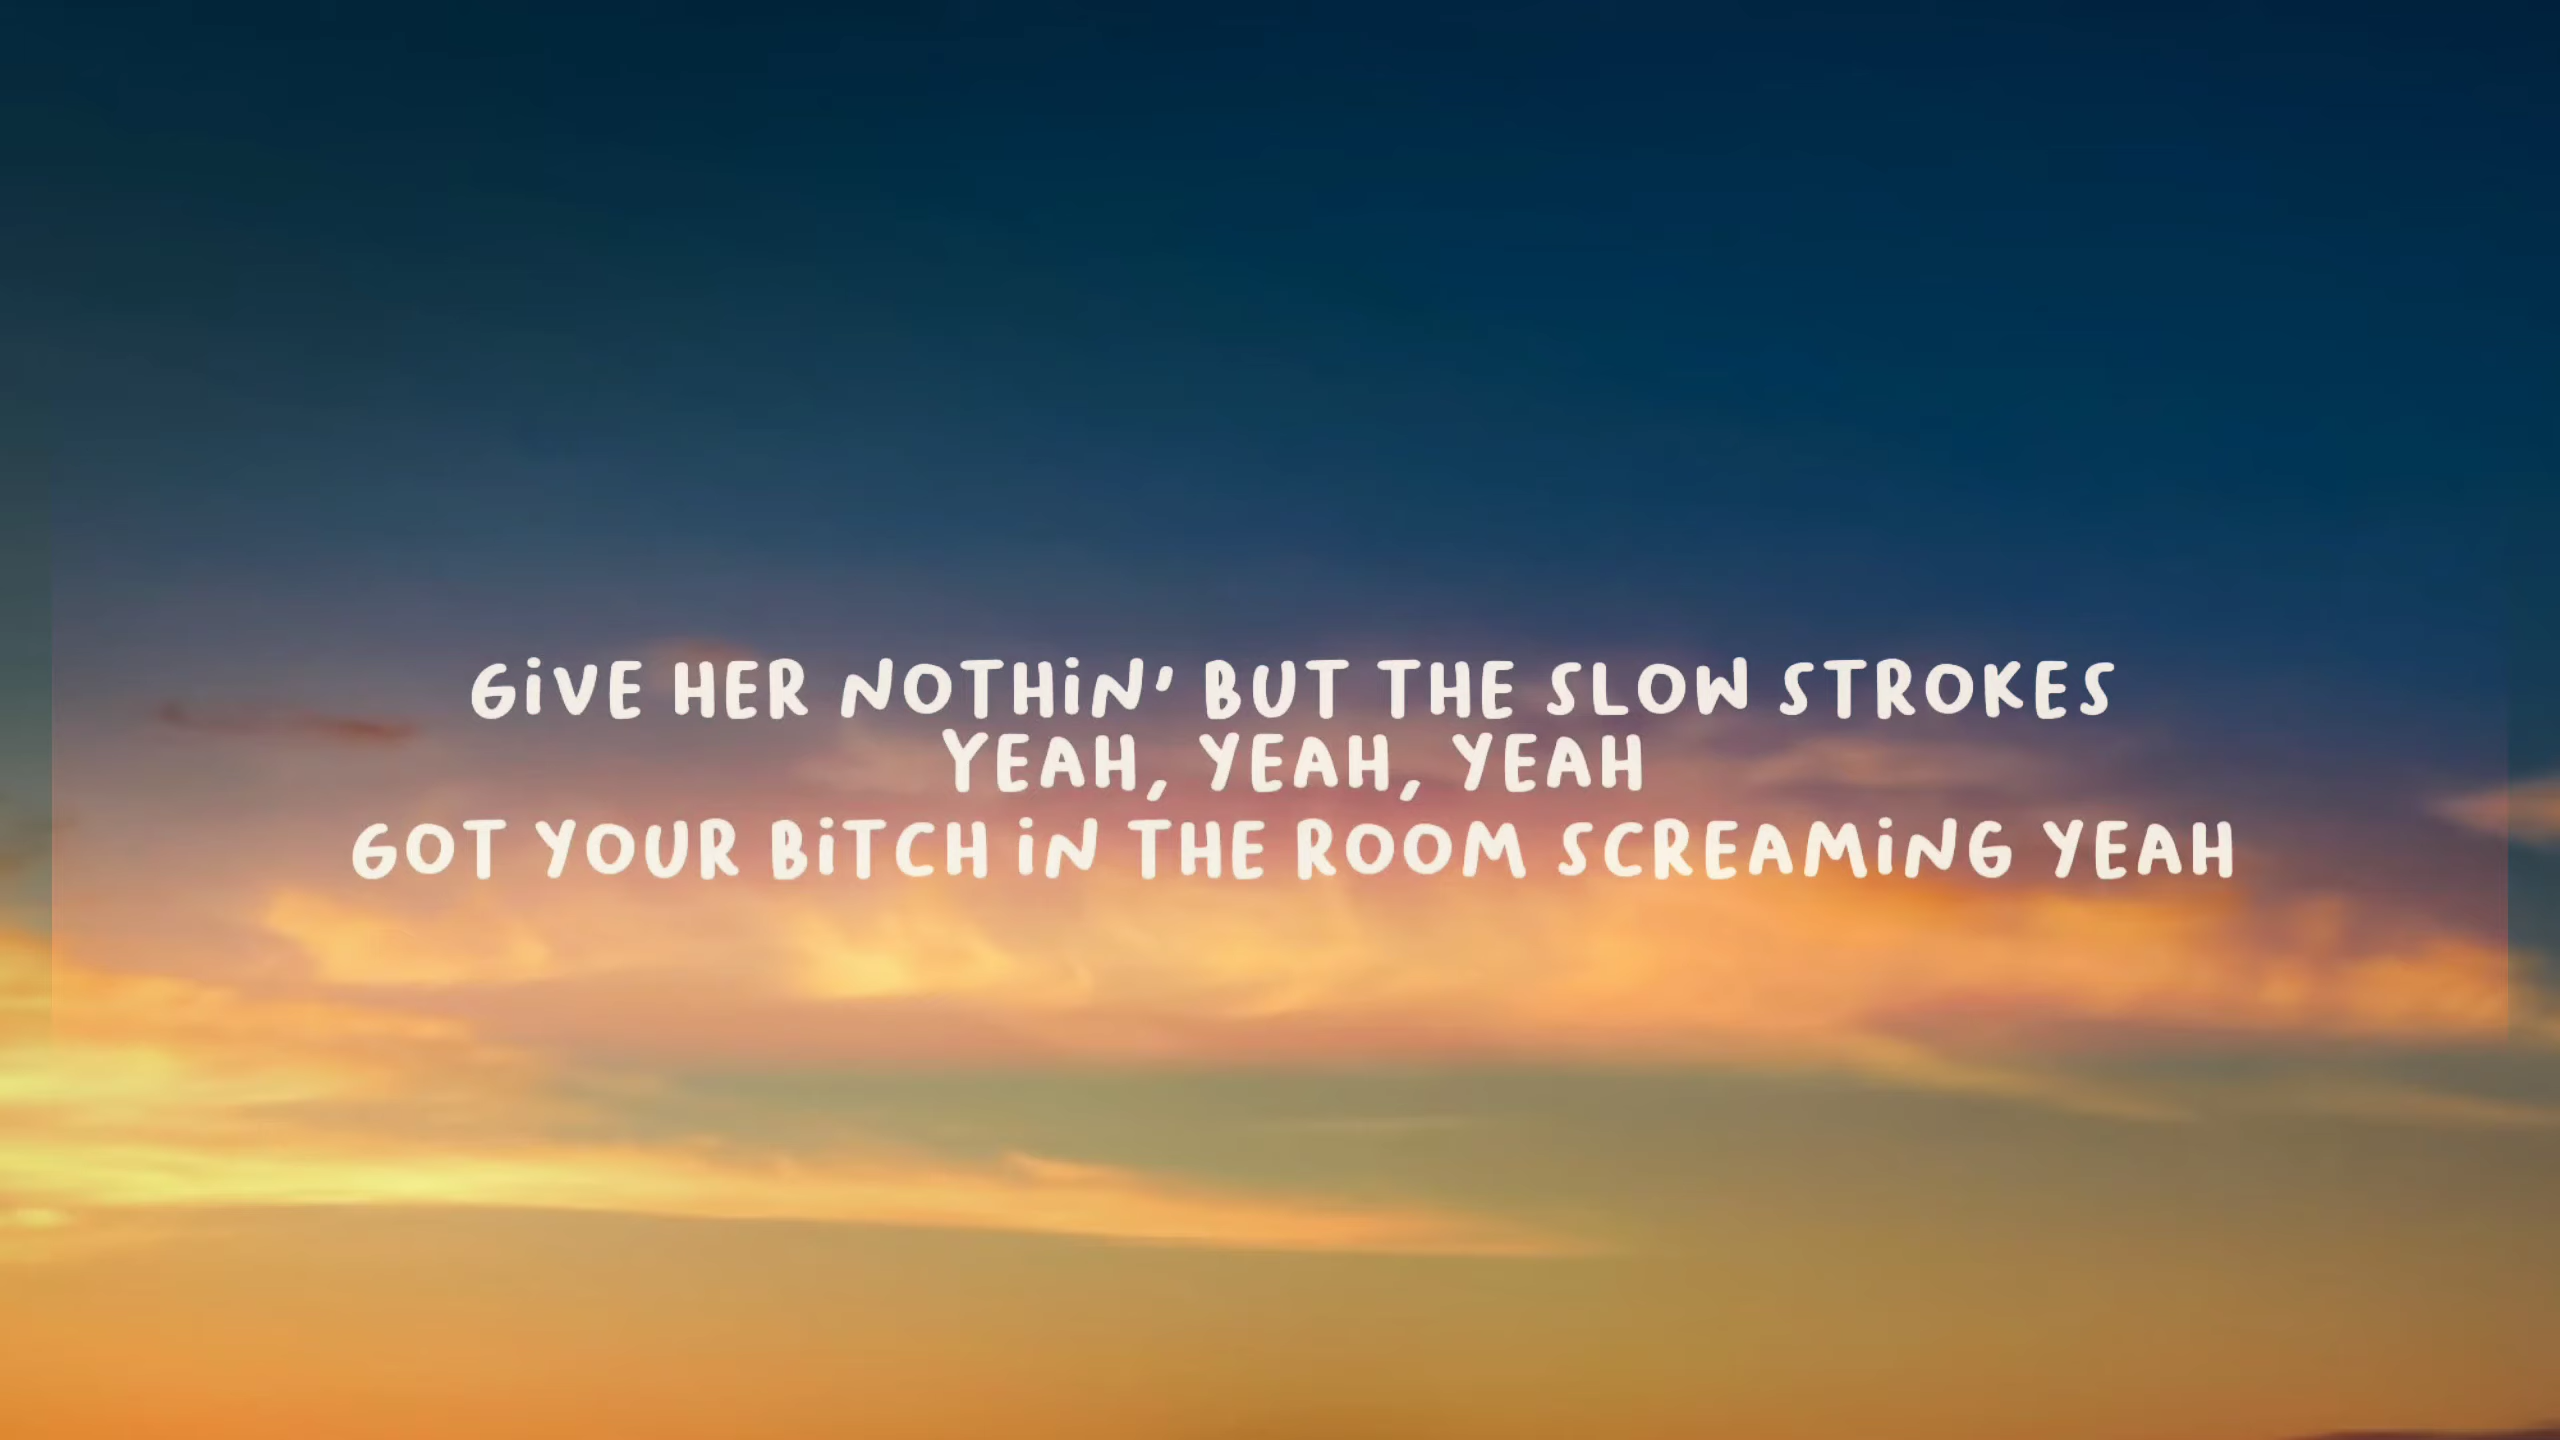 GiVE HER NOTHiN' BUT THE SLOW STROKES
YEAH, YEAH, YEAH
GOT YOUR BiTCH iN THE ROOM SCREAMiNG YEAH